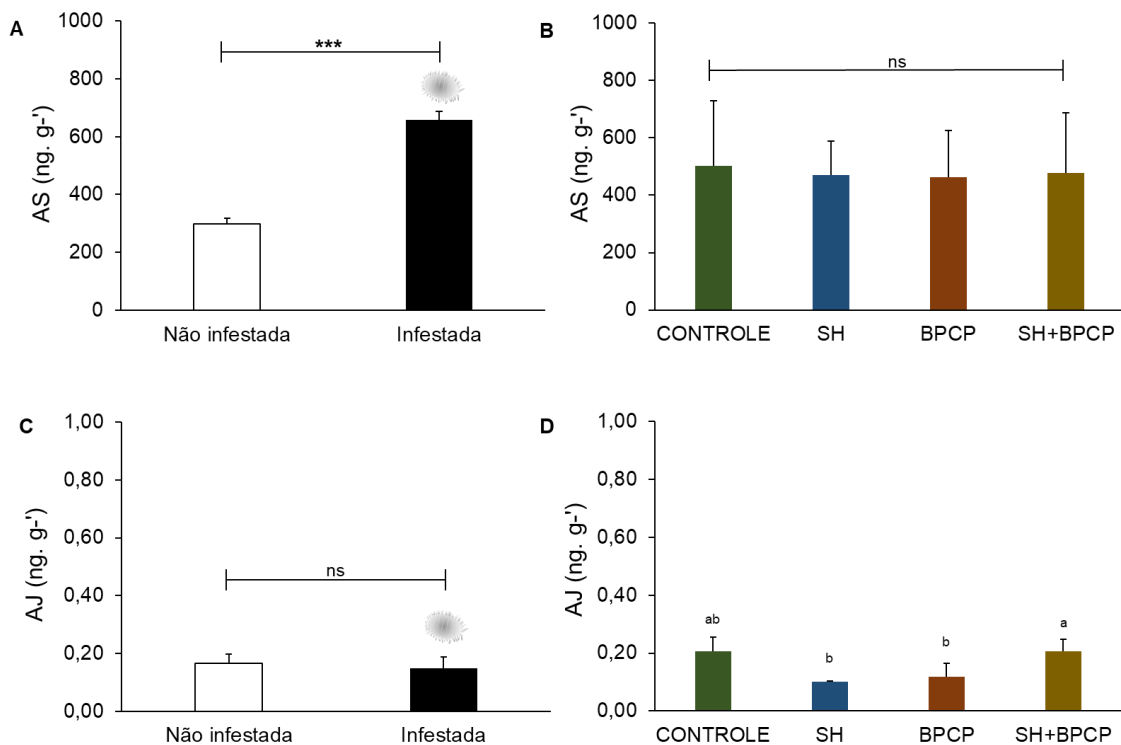 A
AS (ng. g-')
1000
800
600
400
200
0
***
Não infestada
Infestada
B
AS (ng. g-')
1000
800
600
400
200
0
ns
CONTROLE
SH
BPCP
SH+BPCP
C
AJ (ng. g-')
1,00
0,80
0,60
0,40
0,20
0,00
ns
Não infestada
Infestada
D
AJ (ng. g-')
1,00
0,80
0,60
0,40
0,20
0,00
ab
b
b
a
CONTROLE
SH
BPCP
SH+BPCP